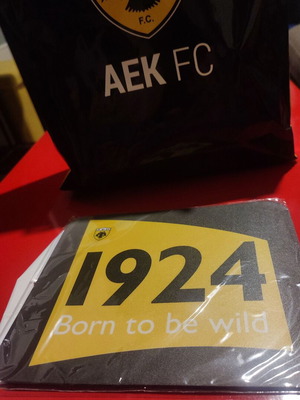 F.C.
AEK FC
1924
Born to be wild